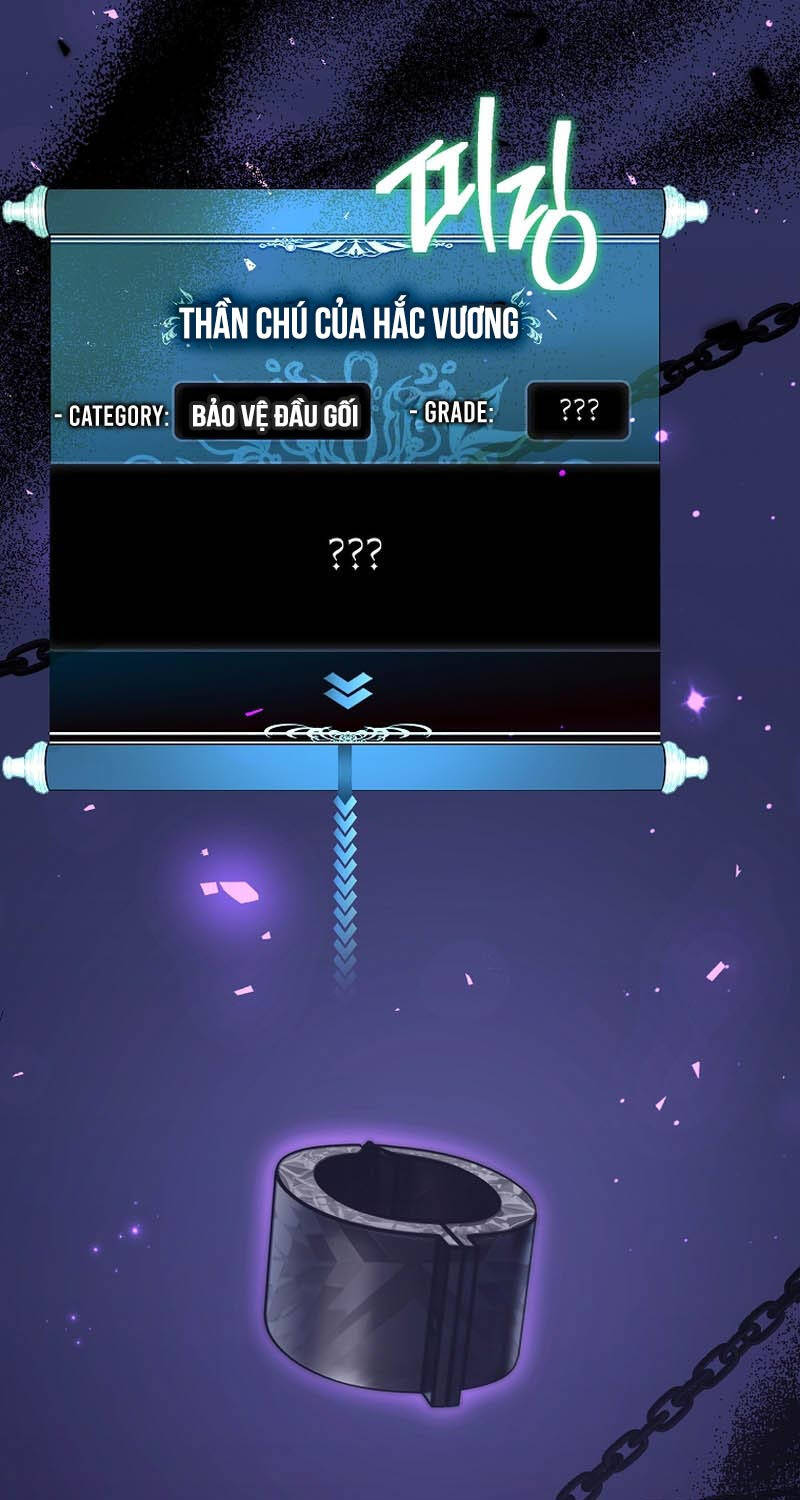 띠링
THẦN CHÚ CỦA HẮC VƯƠNG
- CATEGORY: BẢO VỆ ĐẦU GỐI - GRADE: ???
???